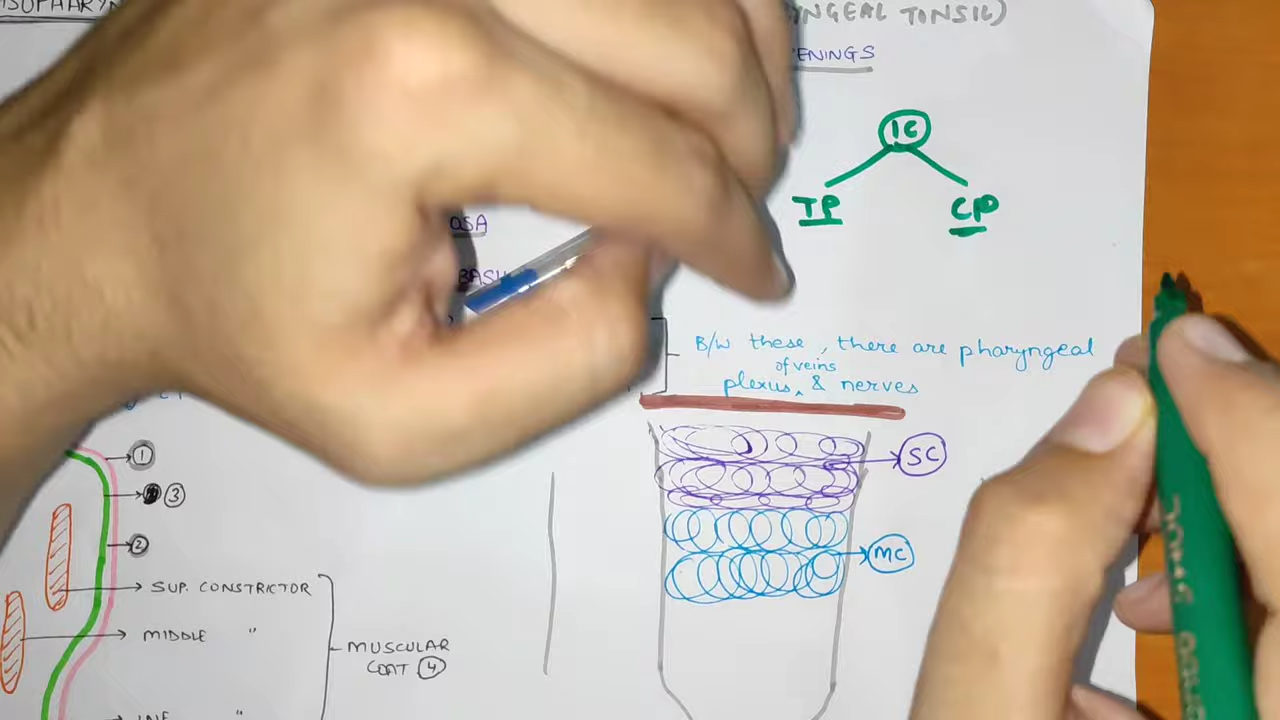 NGEAL TONSIL)
ENINGS
IC
TP CP
OSA
B/W these, there are pharyngeal
of veins
plexus, & nerves
1
3
2
SC
MC
SUP. CONSTRICTOR
MIDDLE "
MUSCULAR
COAT 4
INF "